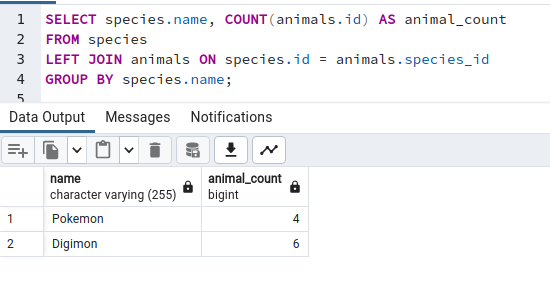 1 SELECT species.name, COUNT(animals.id) AS animal_count
2 FROM species
3 LEFT JOIN animals ON species.id = animals.species_id
4 GROUP BY species.name;
5
Data Output Messages Notifications
name animal_count
character varying (255) bigint
1 Pokemon 4
2 Digimon 6